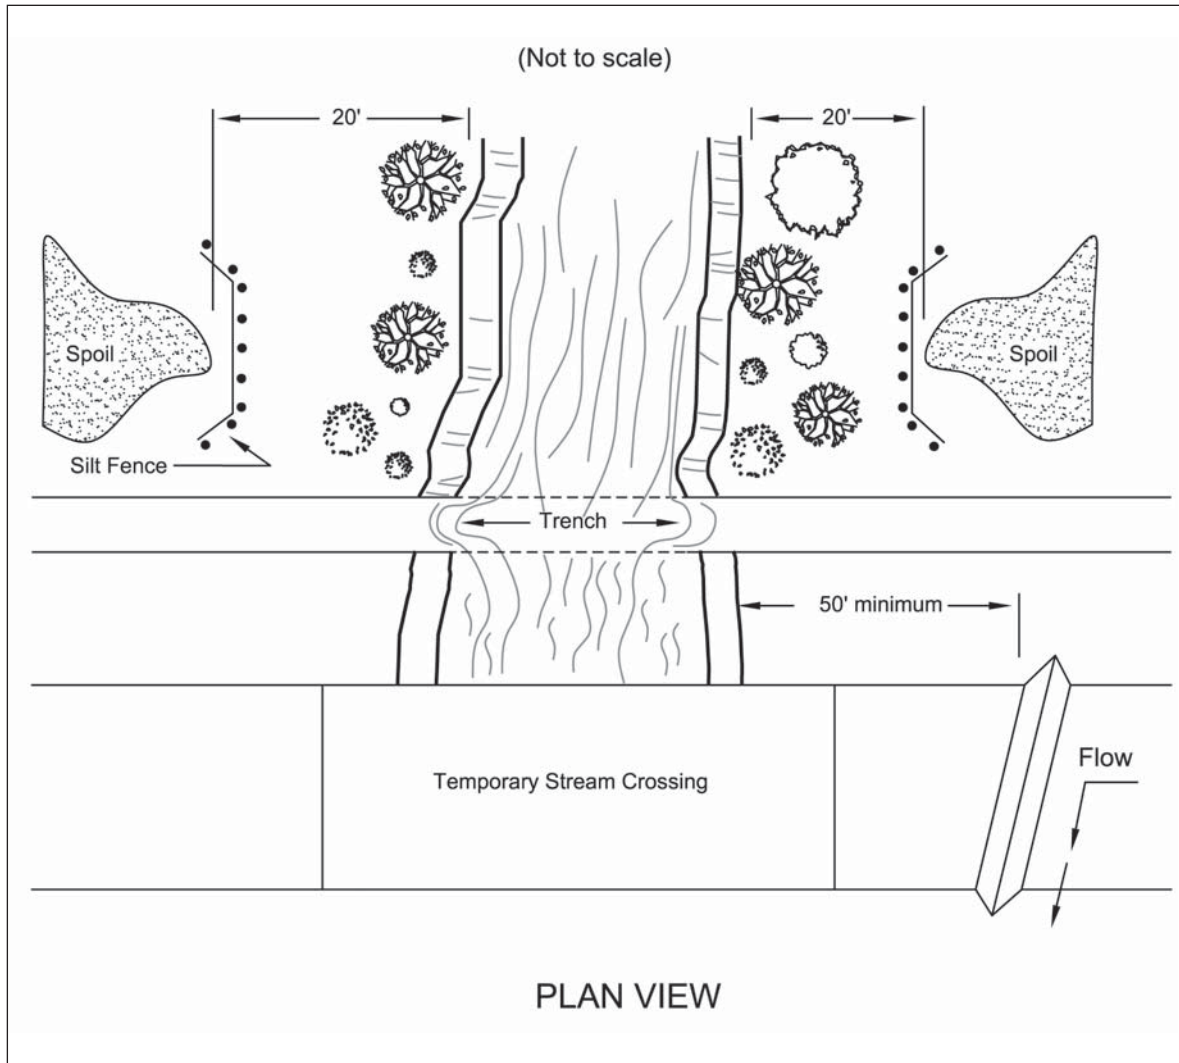 (Not to scale)
20'
20'
Spoil
Spoil
Silt Fence
Trench
50' minimum
Flow
Temporary Stream Crossing
PLAN VIEW